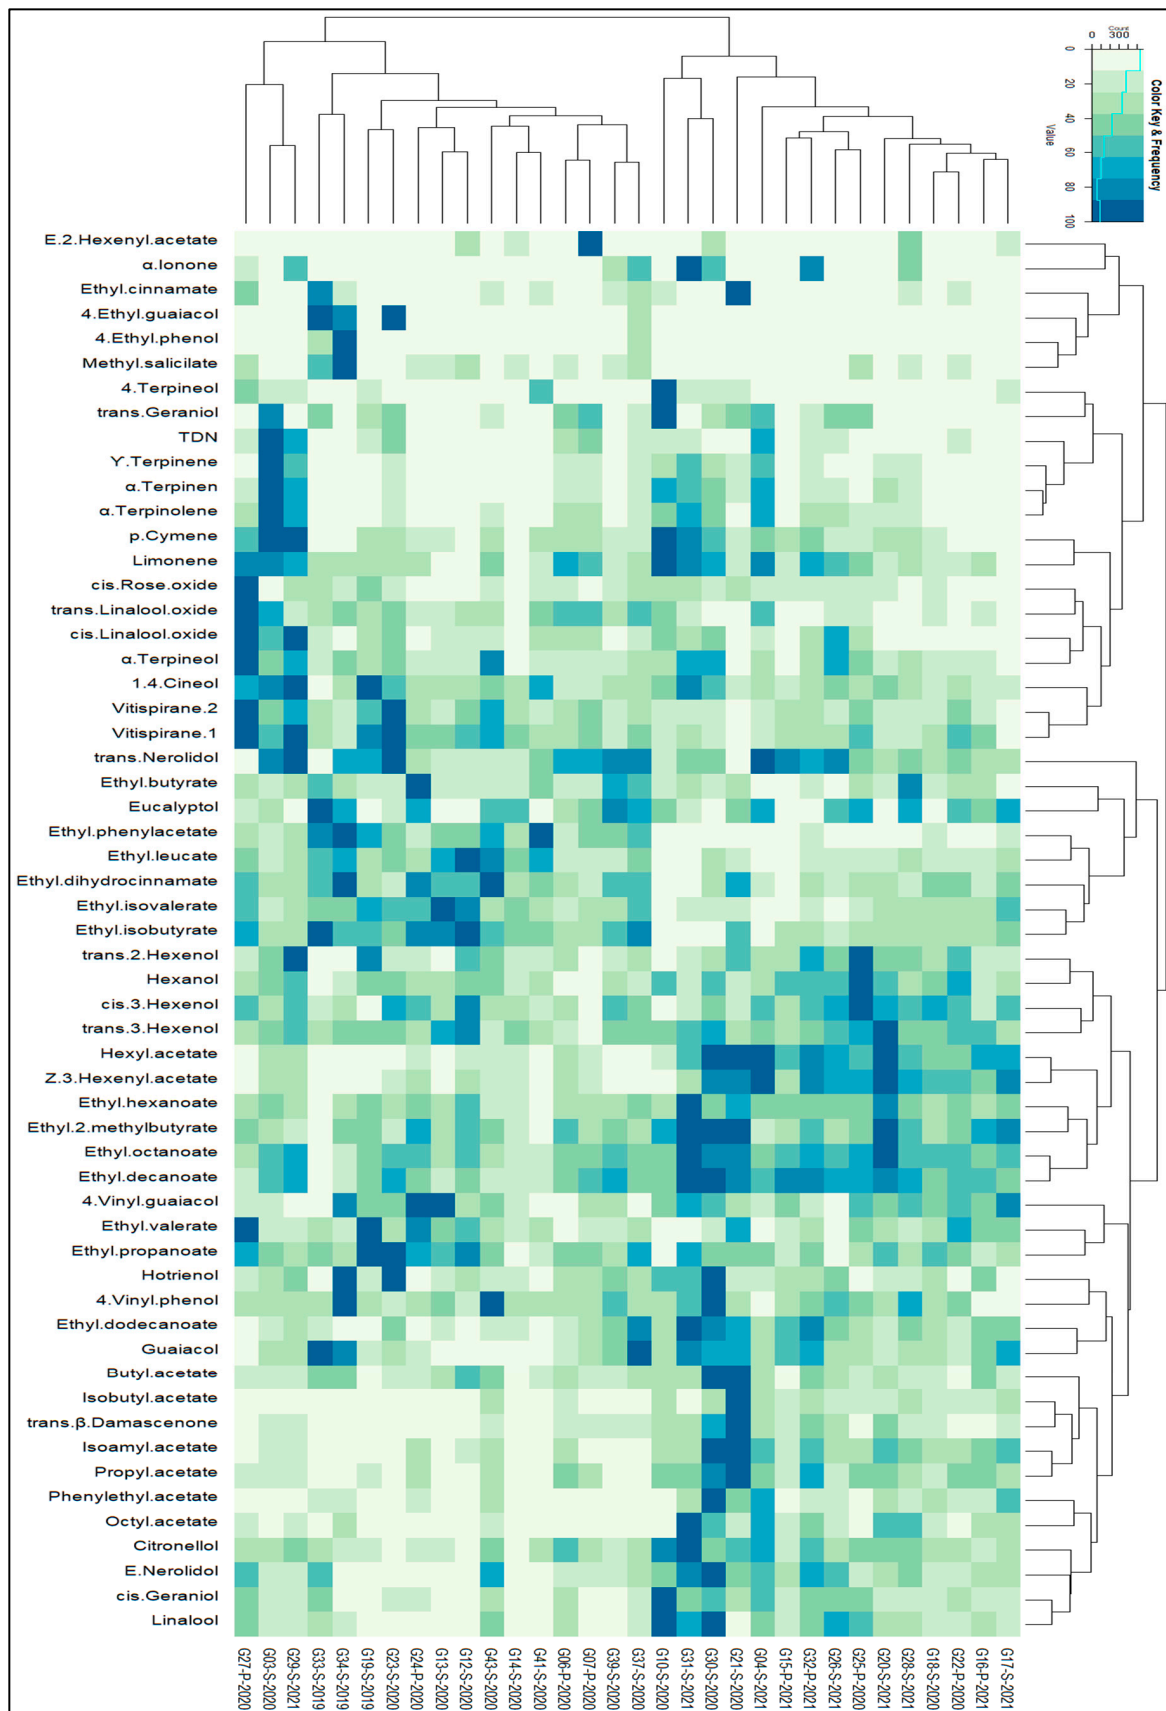 Count
0 300
0
20
40
60
80
100
Value
Color Key & Frequency
E.2.Hexenyl.acetate
α.Ionone
Ethyl.cinnamate
4.Ethyl.guaiacol
4.Ethyl.phenol
Methyl.salicilate
4.Terpineol
trans.Geraniol
TDN
ϒ.Terpinene
α.Terpinen
α.Terpinolene
p.Cymene
Limonene
cis.Rose.oxide
trans.Linalool.oxide
cis.Linalool.oxide
α.Terpineol
1.4.Cineol
Vitispirane.2
Vitispirane.1
trans.Nerolidol
Ethyl.butyrate
Eucalyptol
Ethyl.phenylacetate
Ethyl.leucate
Ethyl.dihydrocinnamate
Ethyl.isovalerate
Ethyl.isobutyrate
trans.2.Hexenol
Hexanol
cis.3.Hexenol
trans.3.Hexenol
Hexyl.acetate
Z.3.Hexenyl.acetate
Ethyl.hexanoate
Ethyl.2.methylbutyrate
Ethyl.octanoate
Ethyl.decanoate
4.Vinyl.guaiacol
Ethyl.valerate
Ethyl.propanoate
Hotrienol
4.Vinyl.phenol
Ethyl.dodecanoate
Guaiacol
Butyl.acetate
Isobutyl.acetate
trans.β.Damascenone
Isoamyl.acetate
Propyl.acetate
Phenylethyl.acetate
Octyl.acetate
Citronellol
E.Nerolidol
cis.Geraniol
Linalool
G27-P-2020
G03-S-2020
G29-S-2021
G33-S-2019
G34-S-2019
G19-S-2019
G23-S-2020
G24-P-2020
G13-S-2020
G12-S-2020
G43-S-2020
G14-S-2020
G41-S-2020
G06-P-2020
G07-P-2020
G39-S-2020
G37-S-2020
G10-S-2020
G31-S-2021
G30-S-2020
G21-S-2020
G04-S-2021
G15-P-2021
G32-P-2021
G26-S-2021
G25-P-2020
G20-S-2021
G28-S-2021
G18-S-2020
G22-P-2020
G16-P-2021
G17-S-2021